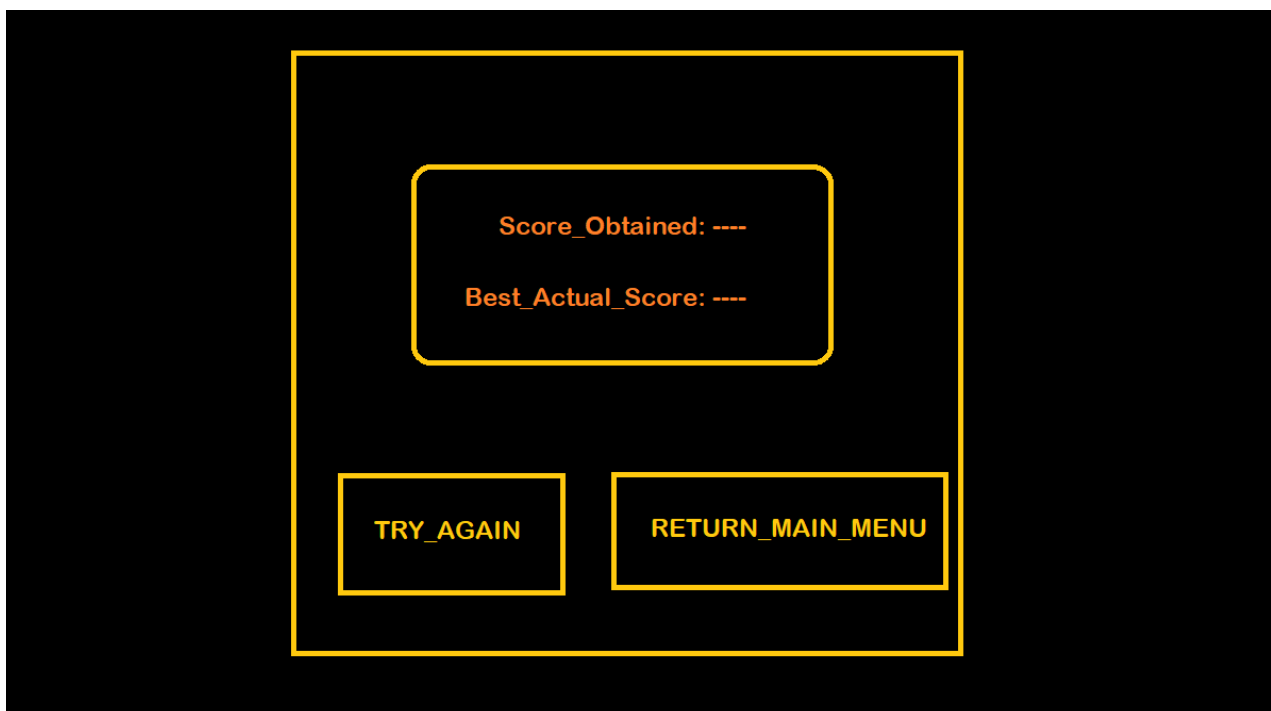 Score_Obtained: ----
Best_Actual_Score: ----
TRY_AGAIN
RETURN_MAIN_MENU